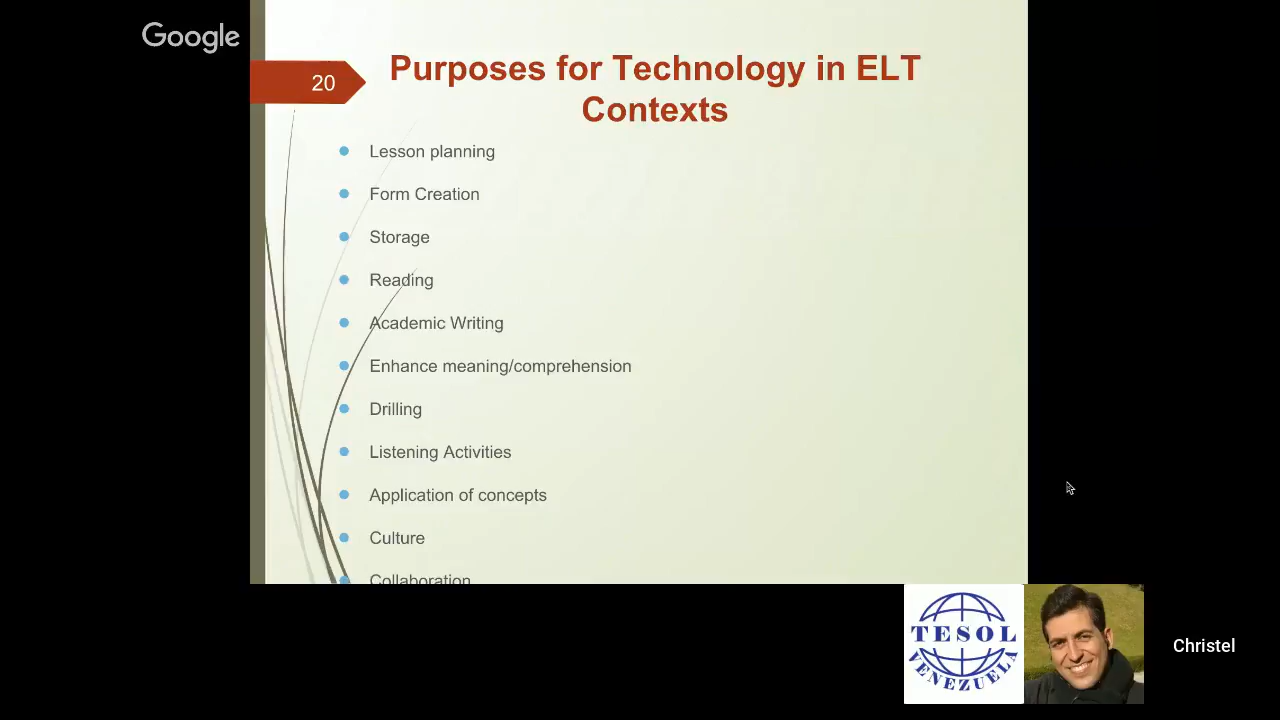 Google
20
Purposes for Technology in ELT
Contexts
Lesson planning
Form Creation
Storage
Reading
Academic Writing
Enhance meaning/comprehension
Drilling
Listening Activities
Application of concepts
Culture
Collaboration
TESOL
VENEZUELA
Christel